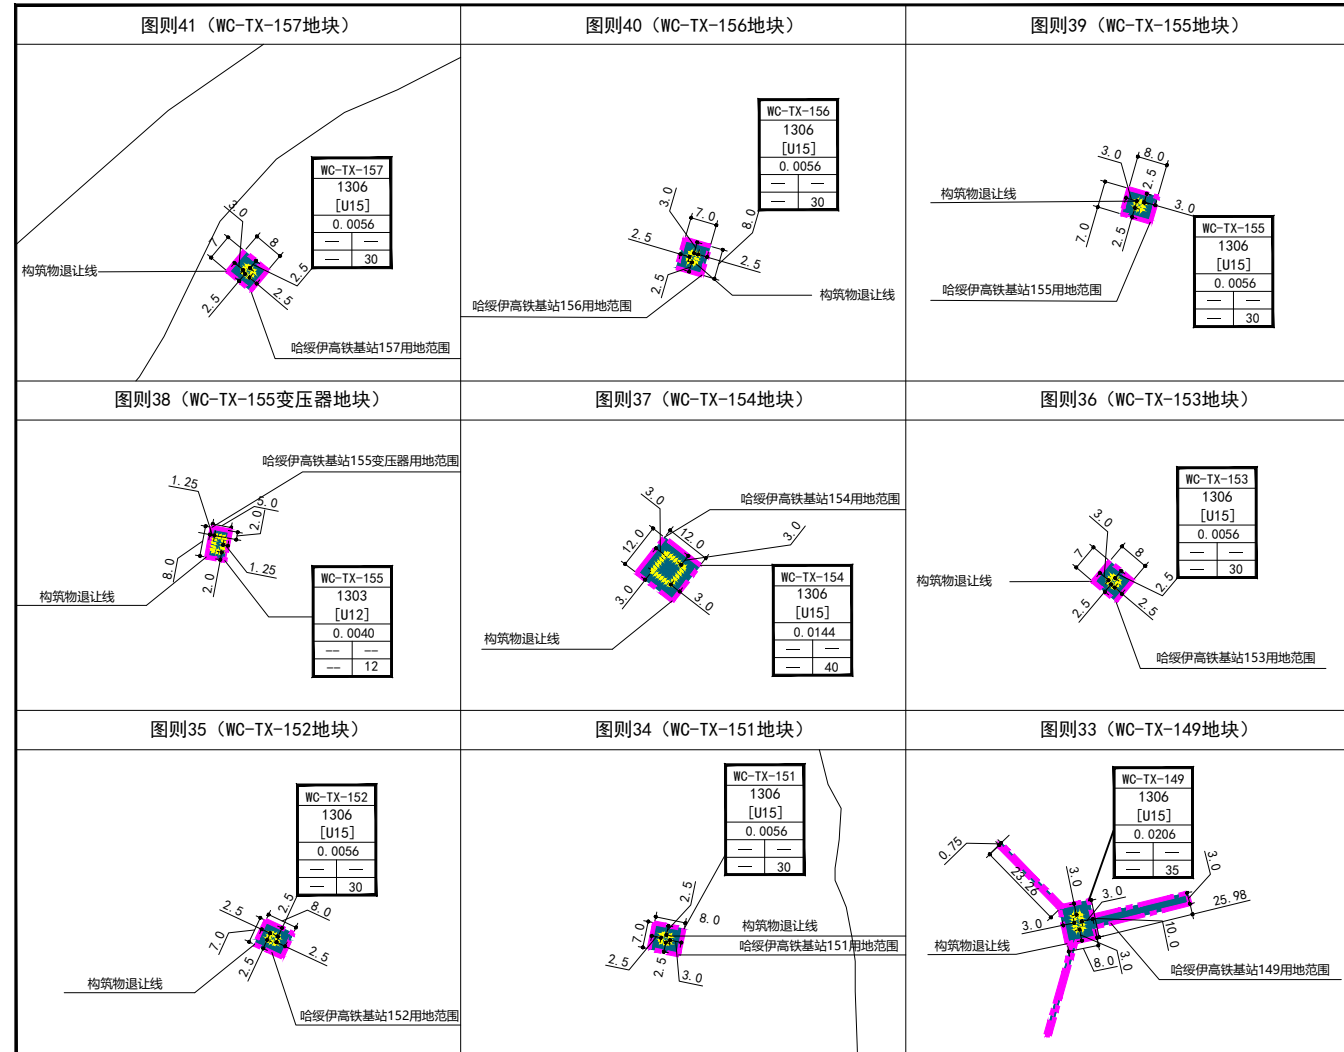 图则41（WC-TX-157地块）
WC-TX-157
1306
[U15]
0.0056
— —
— 30
3.0
7
8
2.5
2.5
2.5
构筑物退让线
哈绥伊高铁基站157用地范围
图则40（WC-TX-156地块）
WC-TX-156
1306
[U15]
0.0056
— —
— 30
3.0
7.0
8.0
2.5
2.5
2.5
构筑物退让线
哈绥伊高铁基站156用地范围
图则39（WC-TX-155地块）
3.0
8.0
2.5
构筑物退让线
3.0
7.0
2.5
WC-TX-155
1306
[U15]
0.0056
— —
— 30
哈绥伊高铁基站155用地范围
图则38（WC-TX-155变压器地块）
哈绥伊高铁基站155变压器用地范围
1.25
5.0
2.0
8.0
2.0
1.25
构筑物退让线
WC-TX-155
1303
[U12]
0.0040
— —
— 12
图则37（WC-TX-154地块）
3.0
哈绥伊高铁基站154用地范围
12.0
12.0
3.0
3.0
3.0
构筑物退让线
WC-TX-154
1306
[U15]
0.0144
— —
— 40
图则36（WC-TX-153地块）
WC-TX-153
1306
[U15]
0.0056
— —
— 30
3.0
7
8
2.5
2.5
2.5
构筑物退让线
哈绥伊高铁基站153用地范围
图则35（WC-TX-152地块）
WC-TX-152
1306
[U15]
0.0056
— —
— 30
2.5
2.5
8.0
7.0
2.5
2.5
构筑物退让线
哈绥伊高铁基站152用地范围
图则34（WC-TX-151地块）
WC-TX-151
1306
[U15]
0.0056
— —
— 30
2.5
8.0
7.0
构筑物退让线
哈绥伊高铁基站151用地范围
2.5
2.5
3.0
图则33（WC-TX-149地块）
WC-TX-149
1306
[U15]
0.0206
— —
— 35
0.75
23.26
3.0
3.0
3.0
25.98
3.0
10.0
构筑物退让线
8.0
3.0
哈绥伊高铁基站149用地范围